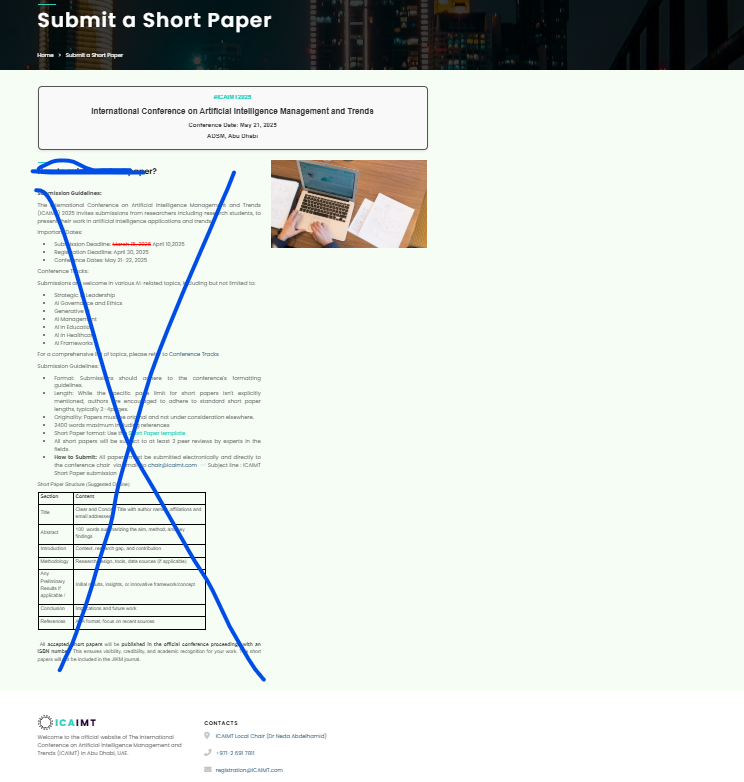 Submit a Short Paper
Home > Submit a Short Paper
#ICAIMT2025
International Conference on Artificial Intelligence Management and Trends
Conference Date: May 21, 2025
ADSM, Abu Dhabi
paper?
Submission Guidelines:
The International Conference on Artificial Intelligence Management and Trends
(ICAIMT) 2025 invites submissions from researchers including research students, to
present their work in artificial intelligence applications and trends.
Important Dates:
Submission Deadline: March 15, 2025 April 10,2025
Registration Deadline: April 30, 2025
Conference Dates: May 21-22, 2025
Conference Tracks:
Submissions are welcome in various AI-related topics, including but not limited to:
Strategic Leadership
AI Governance and Ethics
Generative
AI Management
AI in Education
AI in Healthcare
AI Frameworks
For a comprehensive list of topics, please refer to Conference Tracks
Submission Guidelines:
Format: Submissions should adhere to the conference's formatting
guidelines.
Length: While the specific page limit for short papers isn't explicitly
mentioned, authors are encouraged to adhere to standard short paper
lengths, typically 2-4 pages.
Originality: Papers must be original and not under consideration elsewhere.
2400 words maximum including references
Short Paper format: Use the Short Paper template
All short papers will be subject to at least 2 peer reviews by experts in the
fields.
How to Submit: All papers must be submitted electronically and directly to
the conference chair via email to chair@icaimt.com Subject line : ICAIMT
Short Paper submission
Short Paper Structure (Suggested Outline)
Section Content
Title Clear and Concise Title with author names, affiliations and
email addresses
Abstract 100 words summarizing the aim, method, and key
findings.
Introduction Context, research gap, and contribution
Methodology Research design, tools, data sources (if applicable)
Any
Preliminary
Results if
applicable / Initial results, insights, or innovative framework/concept
Conclusion Implications and future work
References APA format, focus on recent sources
All accepted short papers will be published in the official conference proceedings with an
ISBN number. This ensures visibility, credibility, and academic recognition for your work. The short
papers will not be included in the JIKM journal.
ICAIMT
Welcome to the official website of The International
Conference on Artificial Intelligence Management and
Trends (ICAIMT) in Abu Dhabi, UAE.
CONTACTS
ICAIMT Local Chair (Dr Neda Abdelhamid)
+971-2 691 7811
registration@ICAIMT.com